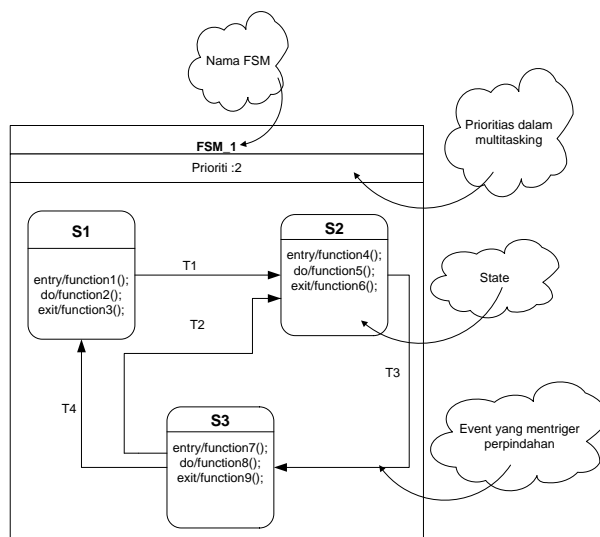 Nama FSM
Prioritias dalam
multitasking
FSM_1
Prioriti :2
S1
entry/function1();
do/function2();
exit/function3();
T1
S2
entry/function4();
do/function5();
exit/function6();
State
T2
T3
T4
S3
entry/function7();
do/function8();
exit/function9();
Event yang mentriger
perpindahan